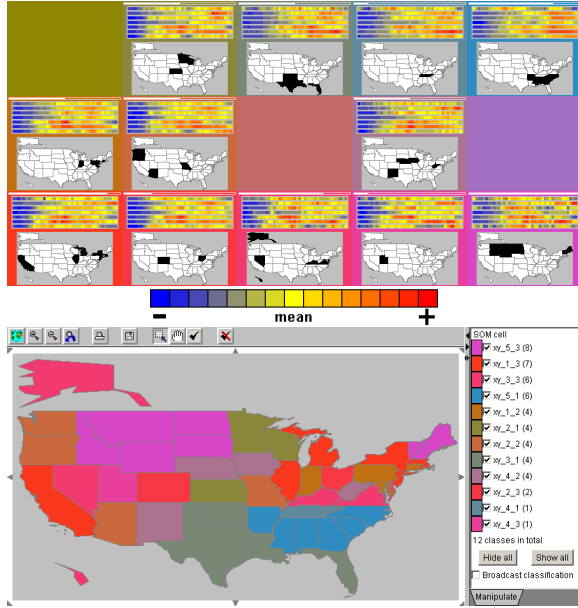 mean
SOM cell
xy_5_3 (8)
xy_1_3 (7)
xy_3_3 (6)
xy_5_1 (6)
xy_1_2 (4)
xy_2_1 (4)
xy_2_2 (4)
xy_3_1 (4)
xy_4_2 (4)
xy_2_3 (2)
xy_4_1 (1)
xy_4_3 (1)
12 classes in total
Hide all Show all
Broadcast classification
Manipulate